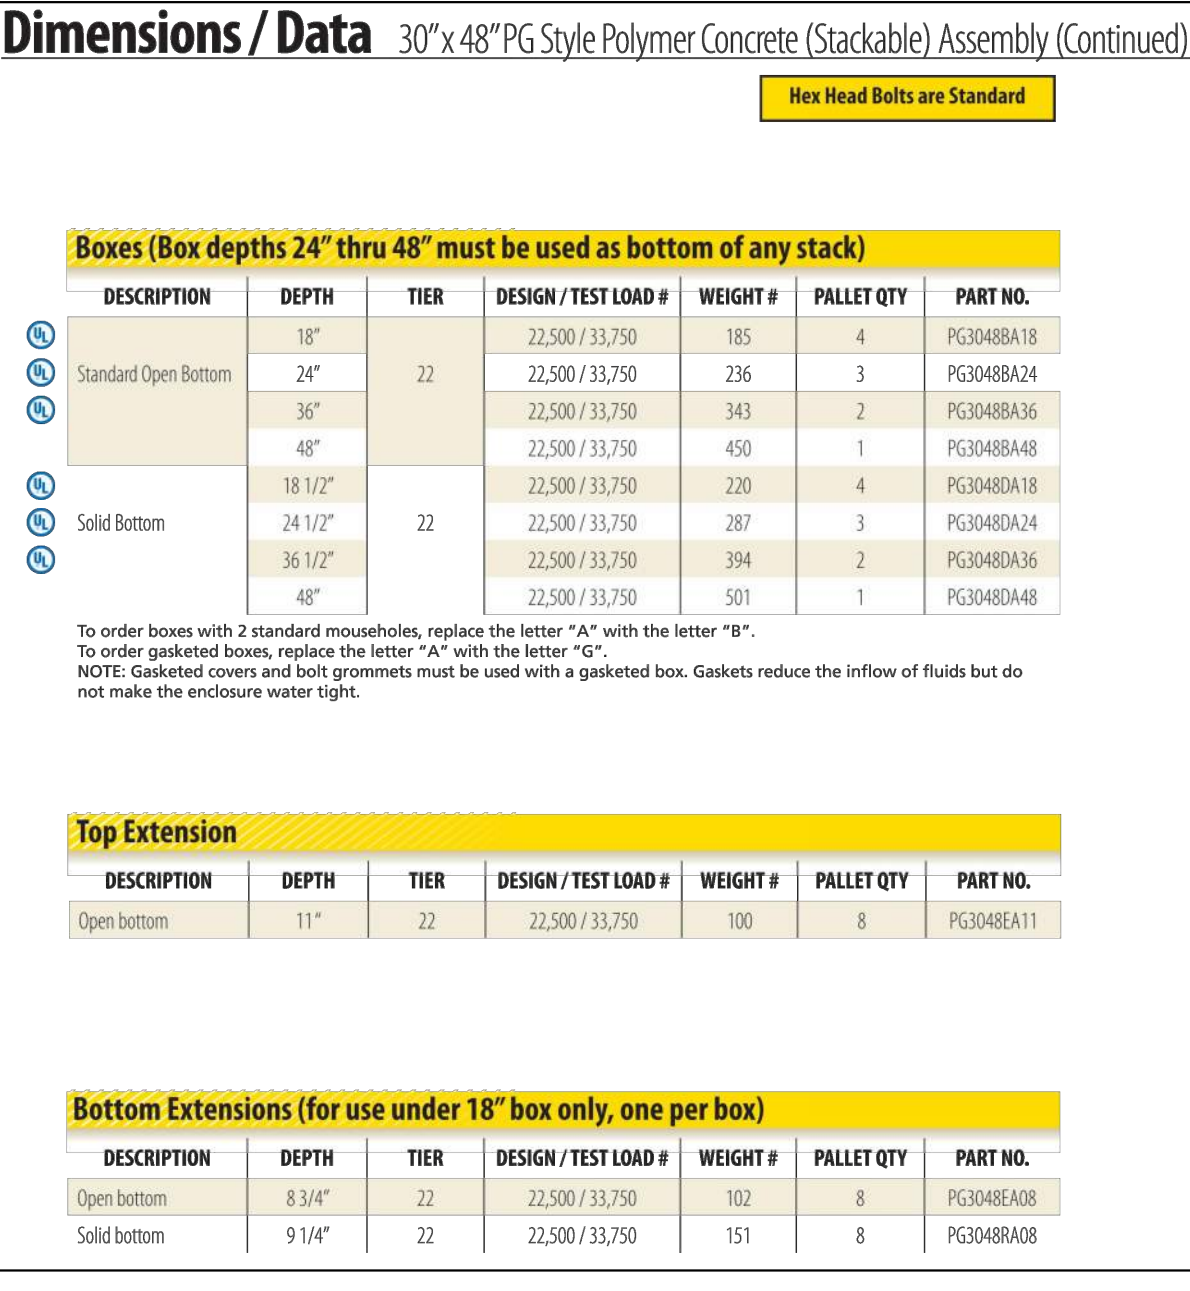 Dimensions / Data 30" x 48" PG Style Polymer Concrete (Stackable) Assembly (Continued)
Hex Head Bolts are Standard
Boxes (Box depths 24" thru 48" must be used as bottom of any stack)
DESCRIPTION DEPTH TIER DESIGN / TEST LOAD # WEIGHT # PALLET QTY PART NO.
UL 18" 22,500 / 33,750 185 4 PG3048BA18
UL Standard Open Bottom 24" 22 22,500 / 33,750 236 3 PG3048BA24
UL 36" 22,500 / 33,750 343 2 PG3048BA36
48" 22,500 / 33,750 450 1 PG3048BA48
UL 18 1/2" 22,500 / 33,750 220 4 PG3048DA18
UL Solid Bottom 24 1/2" 22 22,500 / 33,750 287 3 PG3048DA24
UL 36 1/2" 22,500 / 33,750 394 2 PG3048DA36
48" 22,500 / 33,750 501 1 PG3048DA48
To order boxes with 2 standard mouseholes, replace the letter "A" with the letter "B".
To order gasketed boxes, replace the letter "A" with the letter "G".
NOTE: Gasketed covers and bolt grommets must be used with a gasketed box. Gaskets reduce the inflow of fluids but do
not make the enclosure water tight.
Top Extension
DESCRIPTION DEPTH TIER DESIGN / TEST LOAD # WEIGHT # PALLET QTY PART NO.
Open bottom 11" 22 22,500 / 33,750 100 8 PG3048EA11
Bottom Extensions (for use under 18" box only, one per box)
DESCRIPTION DEPTH TIER DESIGN / TEST LOAD # WEIGHT # PALLET QTY PART NO.
Open bottom 8 3/4" 22 22,500 / 33,750 102 8 PG3048EA08
Solid bottom 9 1/4" 22 22,500 / 33,750 151 8 PG3048RA08